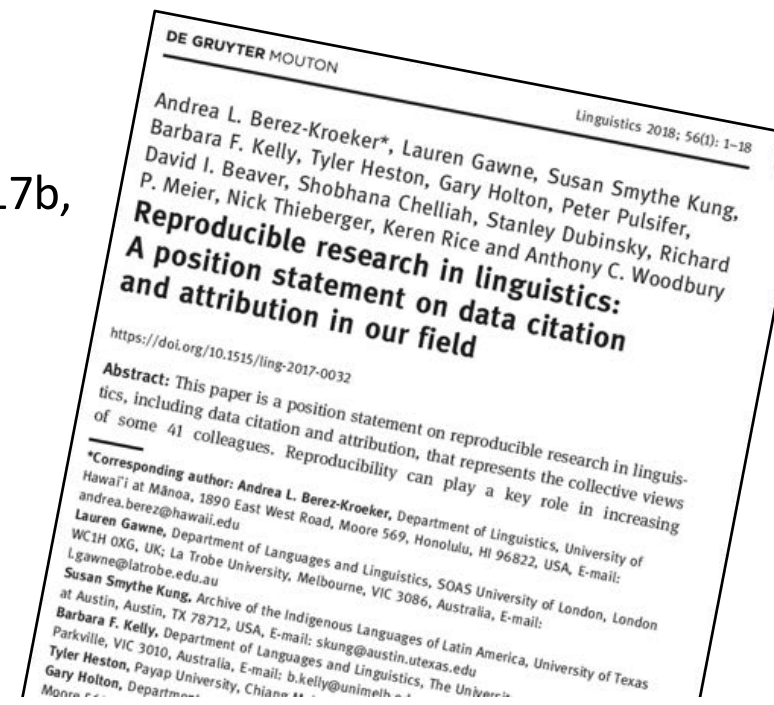 17b,
DE GRUYTER MOUTON
Linguistics 2018; 56(1): 1–18
Andrea L. Berez-Kroeker*, Lauren Gawne, Susan Smythe Kung,
Barbara F. Kelly, Tyler Heston, Gary Holton, Peter Pulsifer,
David I. Beaver, Shobhana Chelliah, Stanley Dubinsky, Richard
P. Meier, Nick Thieberger, Keren Rice and Anthony C. Woodbury
Reproducible research in linguistics:
A position statement on data citation
and attribution in our field
https://doi.org/10.1515/ling-2017-0032
Abstract: This paper is a position statement on reproducible research in linguis-
tics, including data citation and attribution, that represents the collective views
of some 41 colleagues. Reproducibility can play a key role in increasing
*Corresponding author: Andrea L. Berez-Kroeker, Department of Linguistics, University of
Hawai‘i at Mānoa, 1890 East West Road, Moore 569, Honolulu, HI 96822, USA, E-mail:
andrea.berez@hawaii.edu
Lauren Gawne, Department of Languages and Linguistics, SOAS University of London, London
WC1H 0XG, UK; La Trobe University, Melbourne, VIC 3086, Australia, E-mail:
l.gawne@latrobe.edu.au
Susan Smythe Kung, Archive of the Indigenous Languages of Latin America, University of Texas
at Austin, Austin, TX 78712, USA, E-mail: skung@austin.utexas.edu
Barbara F. Kelly, Department of Languages and Linguistics, The
Parkville, VIC 3010, Australia, E-mail:
Tyler Heston, Payap University, Chiang
Gary Holton,
Moore